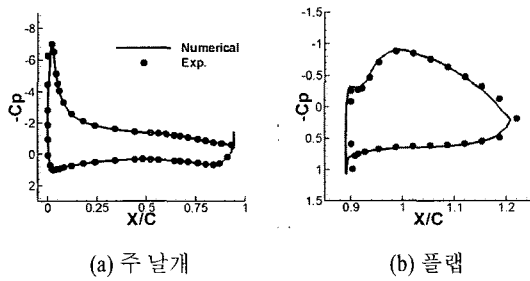 -8
-6
-4
-2
0
2
-Cp
Numerical
Exp.
0
0.25
0.5
0.75
1
X/C
(a) 주 날개
-1.5
-1
-0.5
0
0.5
1
1.5
-Cp
0.9
1
1.1
1.2
X/C
(b) 플랩